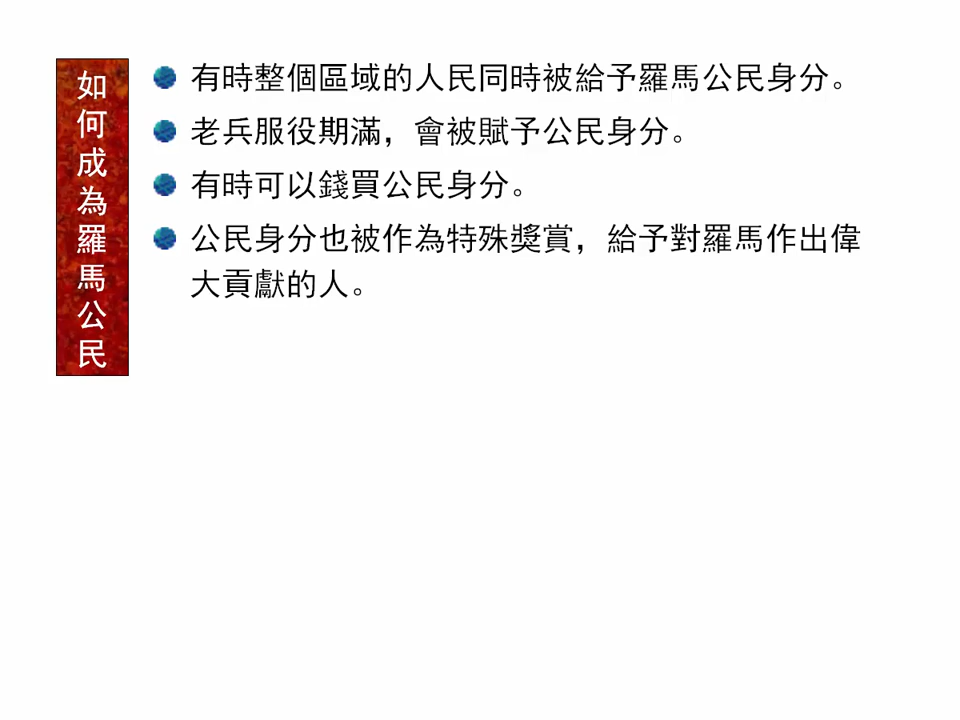 如何成為羅馬公民
有時整個區域的人民同時被給予羅馬公民身分。
老兵服役期滿，會被賦予公民身分。
有時可以錢買公民身分。
公民身分也被作為特殊獎賞，給予對羅馬作出偉
大貢獻的人。